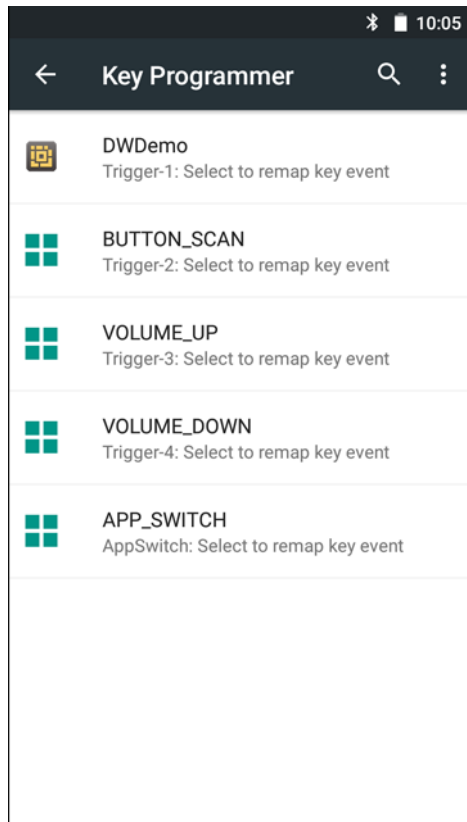 10:05
Key Programmer
DWDemo
Trigger-1: Select to remap key event
BUTTON_SCAN
Trigger-2: Select to remap key event
VOLUME_UP
Trigger-3: Select to remap key event
VOLUME_DOWN
Trigger-4: Select to remap key event
APP_SWITCH
AppSwitch: Select to remap key event